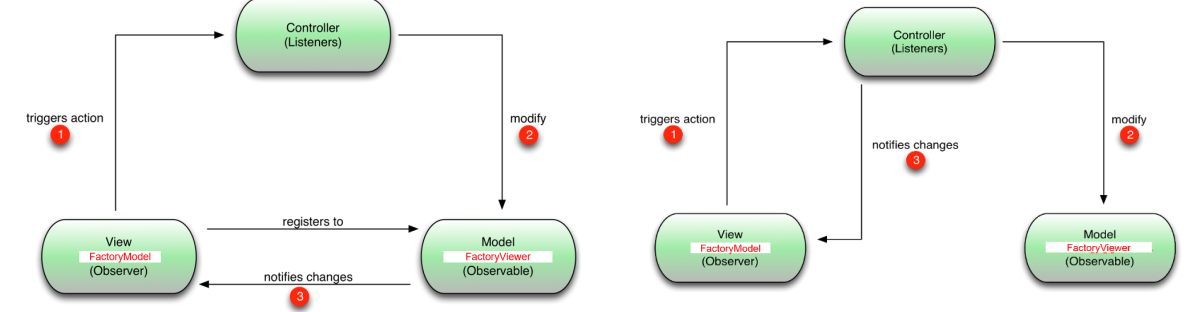 Controller
(Listeners)
triggers action
1
modify
2
registers to
View
FactoryModel
(Observer)
Model
FactoryViewer
(Observable)
notifies changes
3
Controller
(Listeners)
triggers action
1
modify
2
notifies changes
3
View
FactoryModel
(Observer)
Model
FactoryViewer
(Observable)